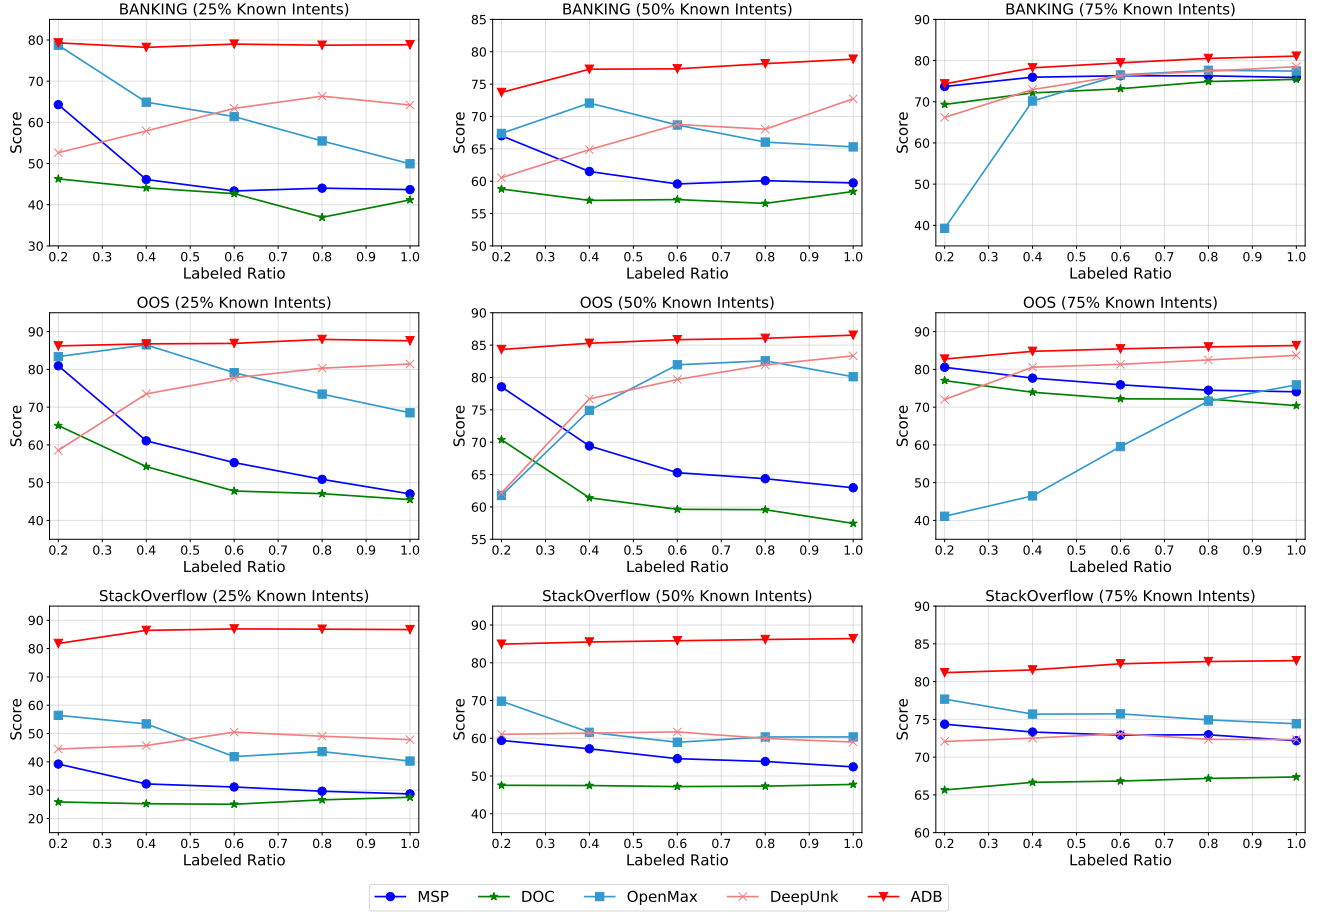 BANKING (25% Known Intents)
Score
80
70
60
50
40
30
0.2 0.3 0.4 0.5 0.6 0.7 0.8 0.9 1.0
Labeled Ratio
BANKING (50% Known Intents)
Score
85
80
75
70
65
60
55
50
0.2 0.3 0.4 0.5 0.6 0.7 0.8 0.9 1.0
Labeled Ratio
BANKING (75% Known Intents)
Score
90
80
70
60
50
40
0.2 0.3 0.4 0.5 0.6 0.7 0.8 0.9 1.0
Labeled Ratio
OOS (25% Known Intents)
Score
90
80
70
60
50
40
0.2 0.3 0.4 0.5 0.6 0.7 0.8 0.9 1.0
Labeled Ratio
OOS (50% Known Intents)
Score
90
85
80
75
70
65
60
55
0.2 0.3 0.4 0.5 0.6 0.7 0.8 0.9 1.0
Labeled Ratio
OOS (75% Known Intents)
Score
90
80
70
60
50
40
0.2 0.3 0.4 0.5 0.6 0.7 0.8 0.9 1.0
Labeled Ratio
StackOverflow (25% Known Intents)
Score
90
80
70
60
50
40
30
20
0.2 0.3 0.4 0.5 0.6 0.7 0.8 0.9 1.0
Labeled Ratio
StackOverflow (50% Known Intents)
Score
90
80
70
60
50
40
0.2 0.3 0.4 0.5 0.6 0.7 0.8 0.9 1.0
Labeled Ratio
StackOverflow (75% Known Intents)
Score
90
85
80
75
70
65
60
0.2 0.3 0.4 0.5 0.6 0.7 0.8 0.9 1.0
Labeled Ratio
MSP DOC OpenMax DeepUnk ADB